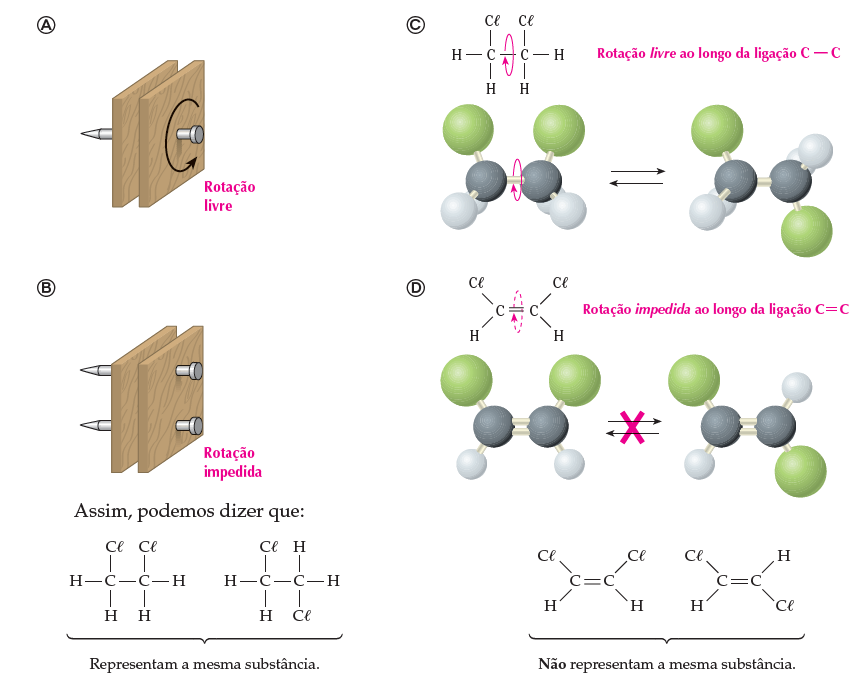 A
Rotação
livre
B
Rotação
impedida
C
Cℓ Cℓ
H — C — C — H
H H
Rotação livre ao longo da ligação C — C
D
Cℓ Cℓ
C = C
H H
Rotação impedida ao longo da ligação C=C
X
Assim, podemos dizer que:
Cℓ Cℓ
H—C—C—H
H H
Cℓ H
H—C—C—H
H Cℓ
Representam a mesma substância.
Cℓ Cℓ
C=C
H H
Cℓ H
C=C
H Cℓ
Não representam a mesma substância.